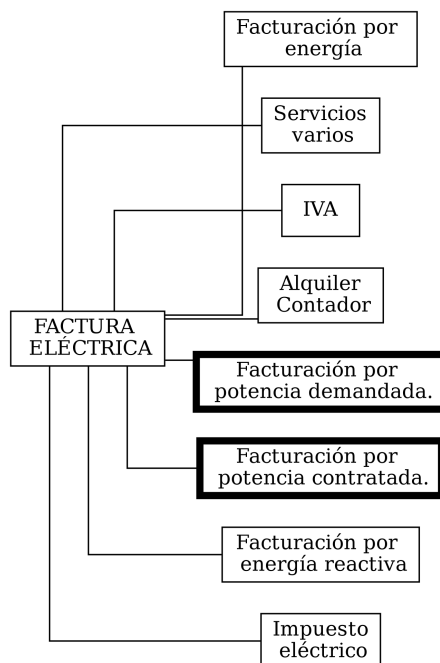 Facturación por
energía
Servicios
varios
IVA
Alquiler
Contador
FACTURA
ELÉCTRICA
Facturación por
potencia demandada.
Facturación por
potencia contratada.
Facturación por
energía reactiva
Impuesto
eléctrico